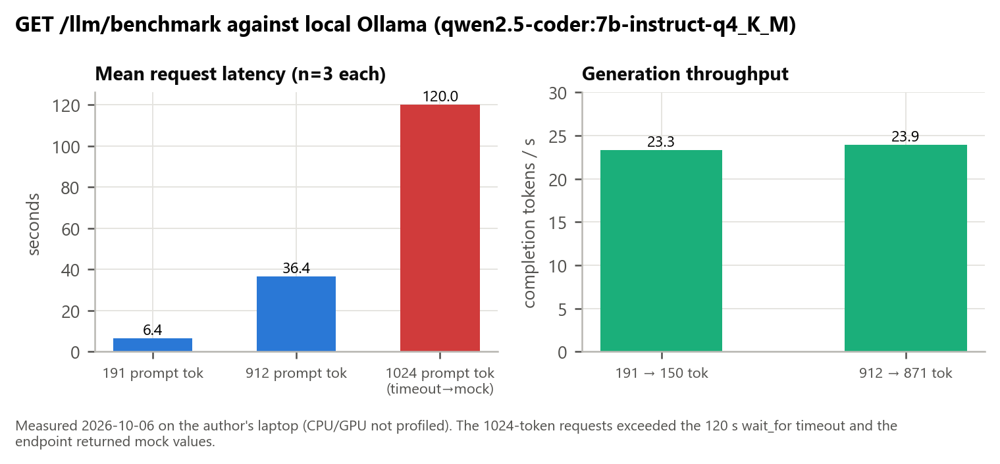 GET /llm/benchmark against local Ollama (qwen2.5-coder:7b-instruct-q4_K_M)
Mean request latency (n=3 each)
seconds
120
100
80
60
40
20
0
6.4
36.4
120.0
191 prompt tok
912 prompt tok
1024 prompt tok
(timeout→mock)
Generation throughput
completion tokens / s
30
25
20
15
10
5
0
23.3
23.9
191 → 150 tok
912 → 871 tok
Measured 2026-10-06 on the author's laptop (CPU/GPU not profiled). The 1024-token requests exceeded the 120 s wait_for timeout and the
endpoint returned mock values.